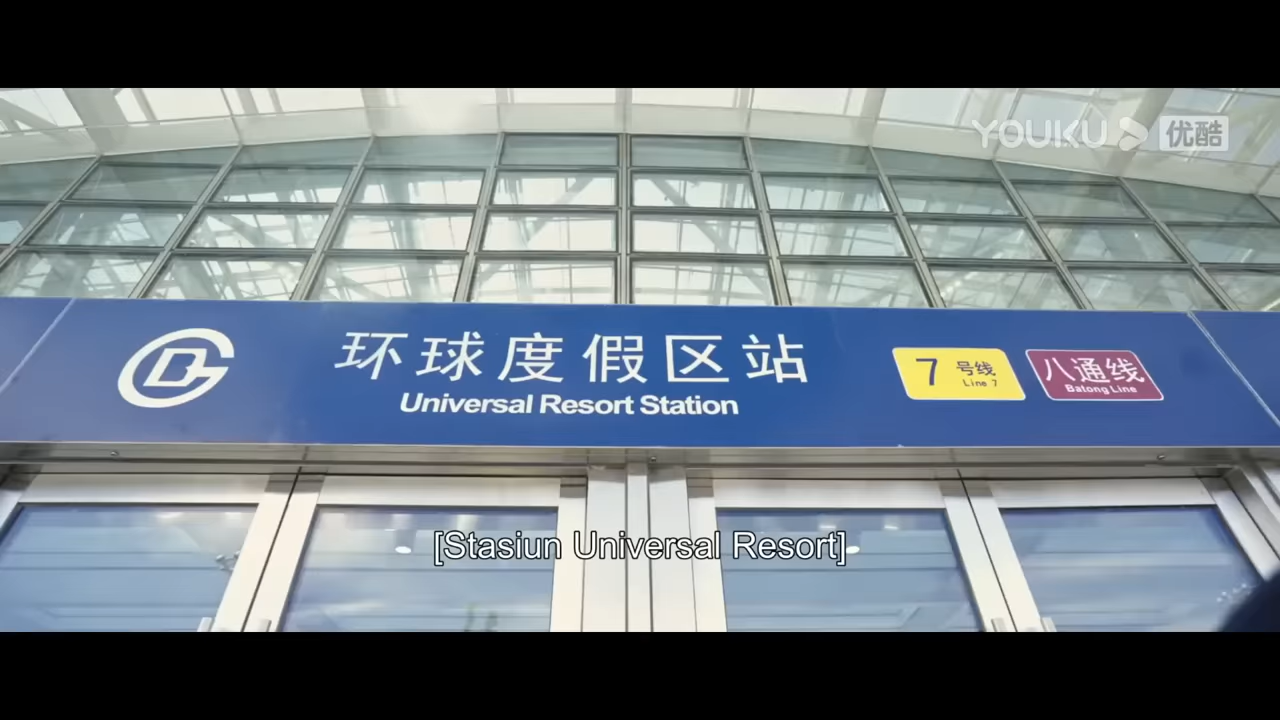 YOUKU 优酷
环球度假区站
Universal Resort Station
7 号线
Line 7
八通线
Batong Line
[Stasiun Universal Resort]